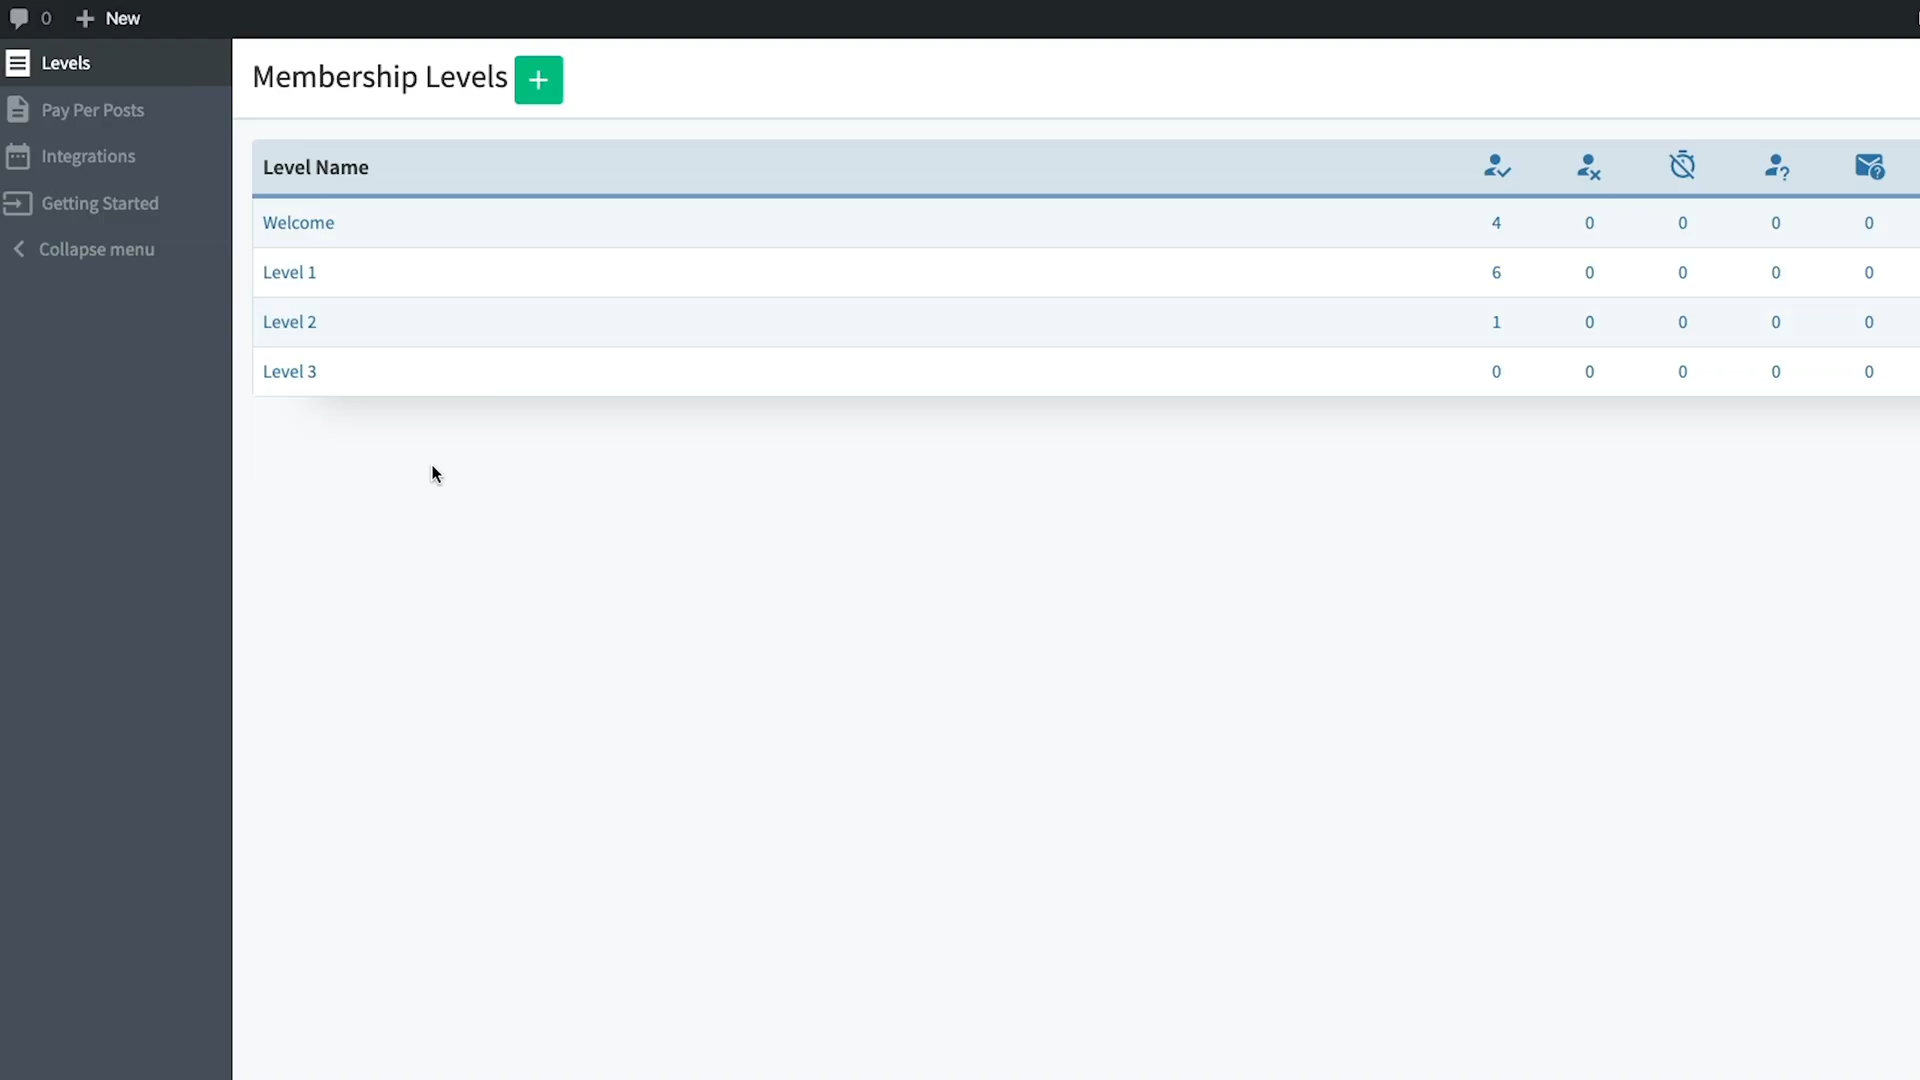 0 New
Levels
Pay Per Posts
Integrations
Getting Started
Collapse menu
Membership Levels +
Level Name
Welcome 4 0 0 0 0
Level 1 6 0 0 0 0
Level 2 1 0 0 0 0
Level 3 0 0 0 0 0